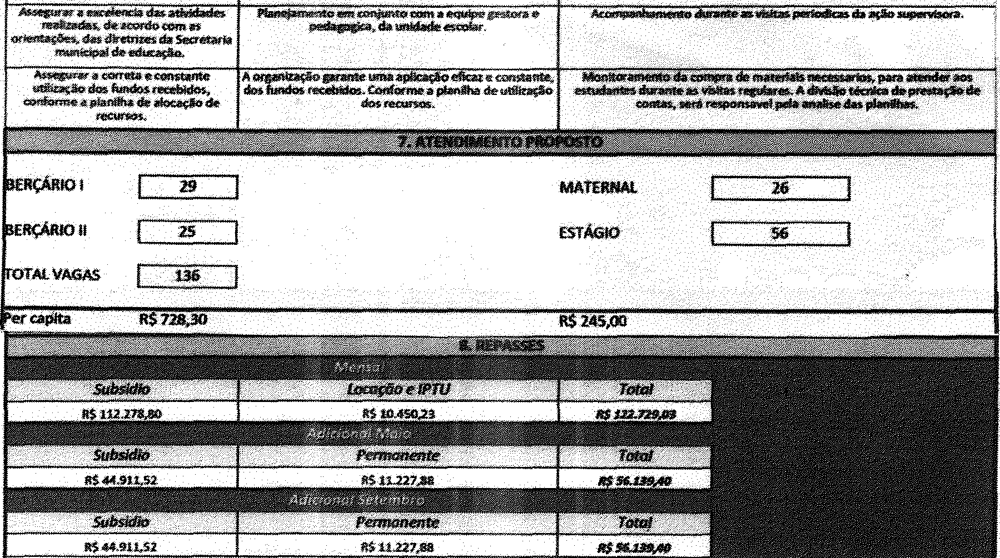 Assegurar a excelencia das atividades
realizadas, de acordo com as
orientações, das diretrizes da Secretaria
municipal de educação.
Planejamento em conjunto com a equipe gestora e
pedagogica, da unidade escolar.
Acompanhamento durante as visitas periodicas da ação supervisora.
Assegurar a correta e constante
utilização dos fundos recebidos,
conforme a planilha de alocação de
recursos.
A organização garante uma aplicação eficaz e constante,
dos fundos recebidos. Conforme a planilha de utilização
dos recursos.
Monitoramento da compra de materiais necessarios, para atender aos
estudantes durante as visitas regulares. A divisão técnica de prestação de
contas, será responsavel pela analise das planilhas.
7. ATENDIMENTO PROPOSTO
BERÇÁRIO I 29 MATERNAL 26
BERÇÁRIO II 25 ESTÁGIO 56
TOTAL VAGAS 136
Per capita R$ 728,30 R$ 245,00
8. REPASSES
Subsídio Locação e IPTU Total
R$ 112.278,80 R$ 10.450,23 R$ 122.729,03
Adicional Maio
Subsídio Permanente Total
R$ 44.911,52 R$ 11.227,88 R$ 56.139,40
Adicional Setembro
Subsídio Permanente Total
R$ 44.911,52 R$ 11.227,88 R$ 56.139,40